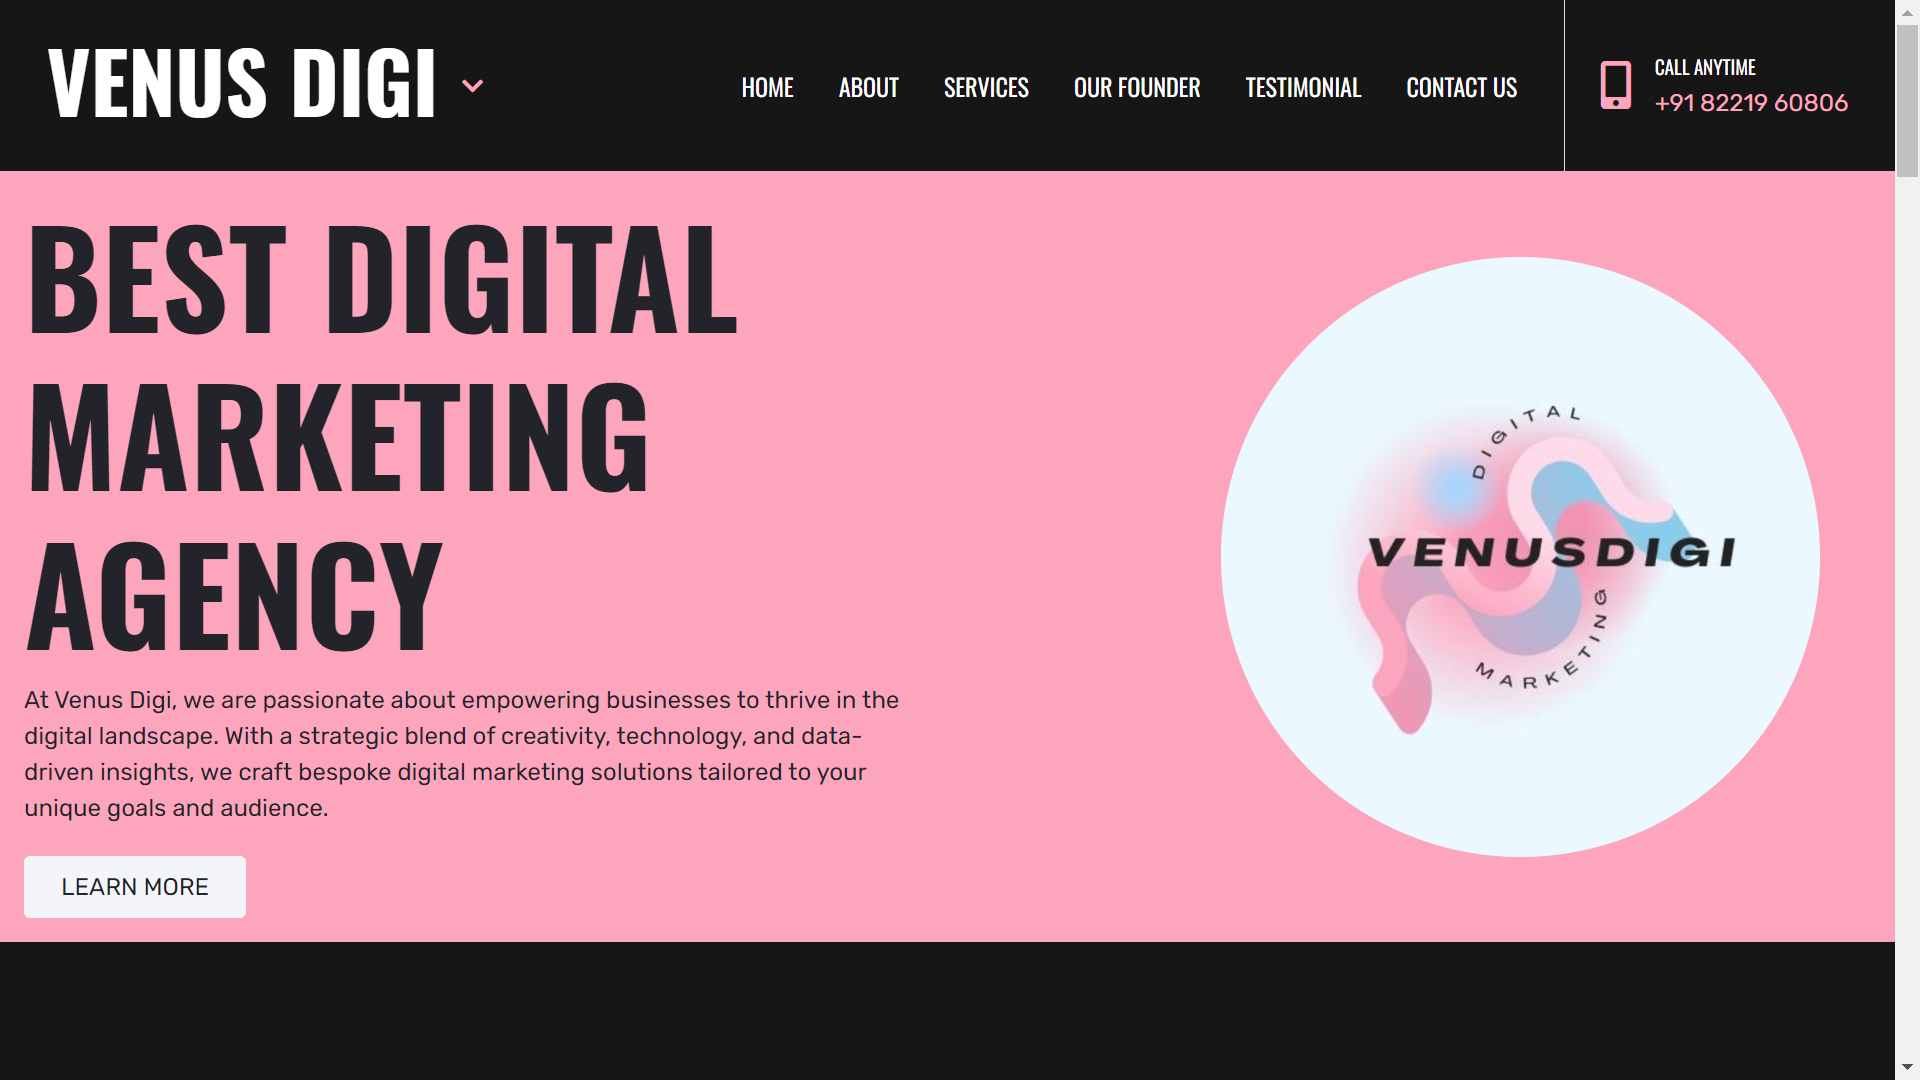 VENUS DIGI
HOME ABOUT SERVICES OUR FOUNDER TESTIMONIAL CONTACT US
CALL ANYTIME
+91 82219 60806
BEST DIGITAL
MARKETING
AGENCY
At Venus Digi, we are passionate about empowering businesses to thrive in the
digital landscape. With a strategic blend of creativity, technology, and data-
driven insights, we craft bespoke digital marketing solutions tailored to your
unique goals and audience.
LEARN MORE
DIGITAL
VENUSDIGI
MARKETING